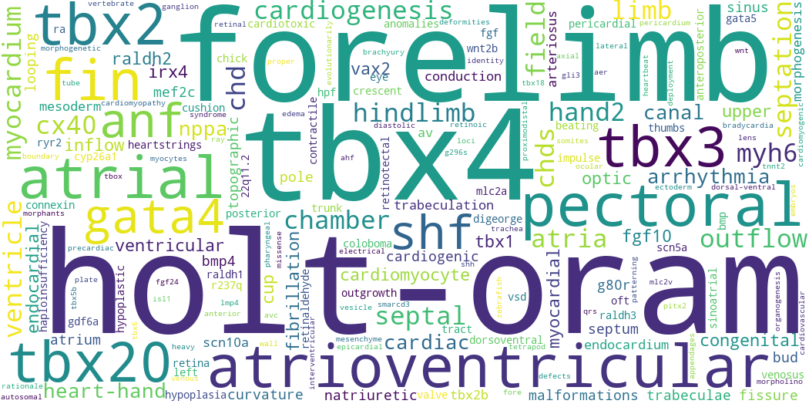 vertebrate ganglion
tbx2
cardiogenesis
limb
sinus
gata5
myocardium
looping
ra
retinal
cardiotoxic
anomalies
deformities
fgf
pericardial
pericardium
forelimb
field
arteriosus
septation
morphogenesis
fin
raldh2
irx4
mef2c
chd
chick
vax2
eye
crescent
hpf
wnt2b
identity
conduction
lateral
gli3
aer
axial
tbx18
heartbeat
deployment
anteroposterior
wnt
brachyury
evolutionarily
morphogenetic
tube
cardiomyopathy
mesoderm
cushion
syndrome
proper
anf
nppa
cx40
inflow
ryr2
heartstrings
cyp26a1
boundary
myocytes
edema
contractile
hindlimb
hand2
canal
upper
thumbs
bradycardia
lens
cardiomyogenic
tbx4
tbx3
myh6
diastolic
retinoic
av
loci
g296s
ahf
retinotectal
proximodistal
chds
beating
impulse
somites
ocular
optic
arrhythmia
tnnt2
ectoderm
dorsal-ventral
atrial
topographic
22q11.2
ray
pole
mlc2a
trabeculation
tbox
connexin
morphants
gata4
posterior
trunk
digeorge
trachea
chamber
shf
tbx1
pectoral
embryos
bmp
atria
fgf10
scn5a
outflow
ventricle
endocardial
haploinsufficiency
precardiac
ventricular
bmp4
pharyngeal
missense
electrical
coloboma
cardiogenic
shh
holt-oram
plate
tbx5b
gdf6a
hypoplastic
fgf24
isl1
raldh1
r237q
lmp4
anterior
cup
fibrillation
retinaldehyde
cardiomyocyte
outgrowth
vesicle
smarcd3
septal
zebrafish
vsd
myocardial
g80r
oft
raldh3
septum
patterning
mlc2v
sinoatrial
pitx2
organogenesis
cardiovascular
atrium
scn10a
avc
interventricular
mesenchyme
epicardial
tract
cardiac
dorsoventral
tetrapod
qrs
endocardium
congenital
appendages
bud
tbx20
tbx6
heavy
retina
left
venous
wall
atrioventricular
defects
venosus
morpholino
rationale
autosomal
heart-hand
hypoplasia
curvature
natriuretic
valve
tbx2b
fore
malformations
trabeculae
fissure